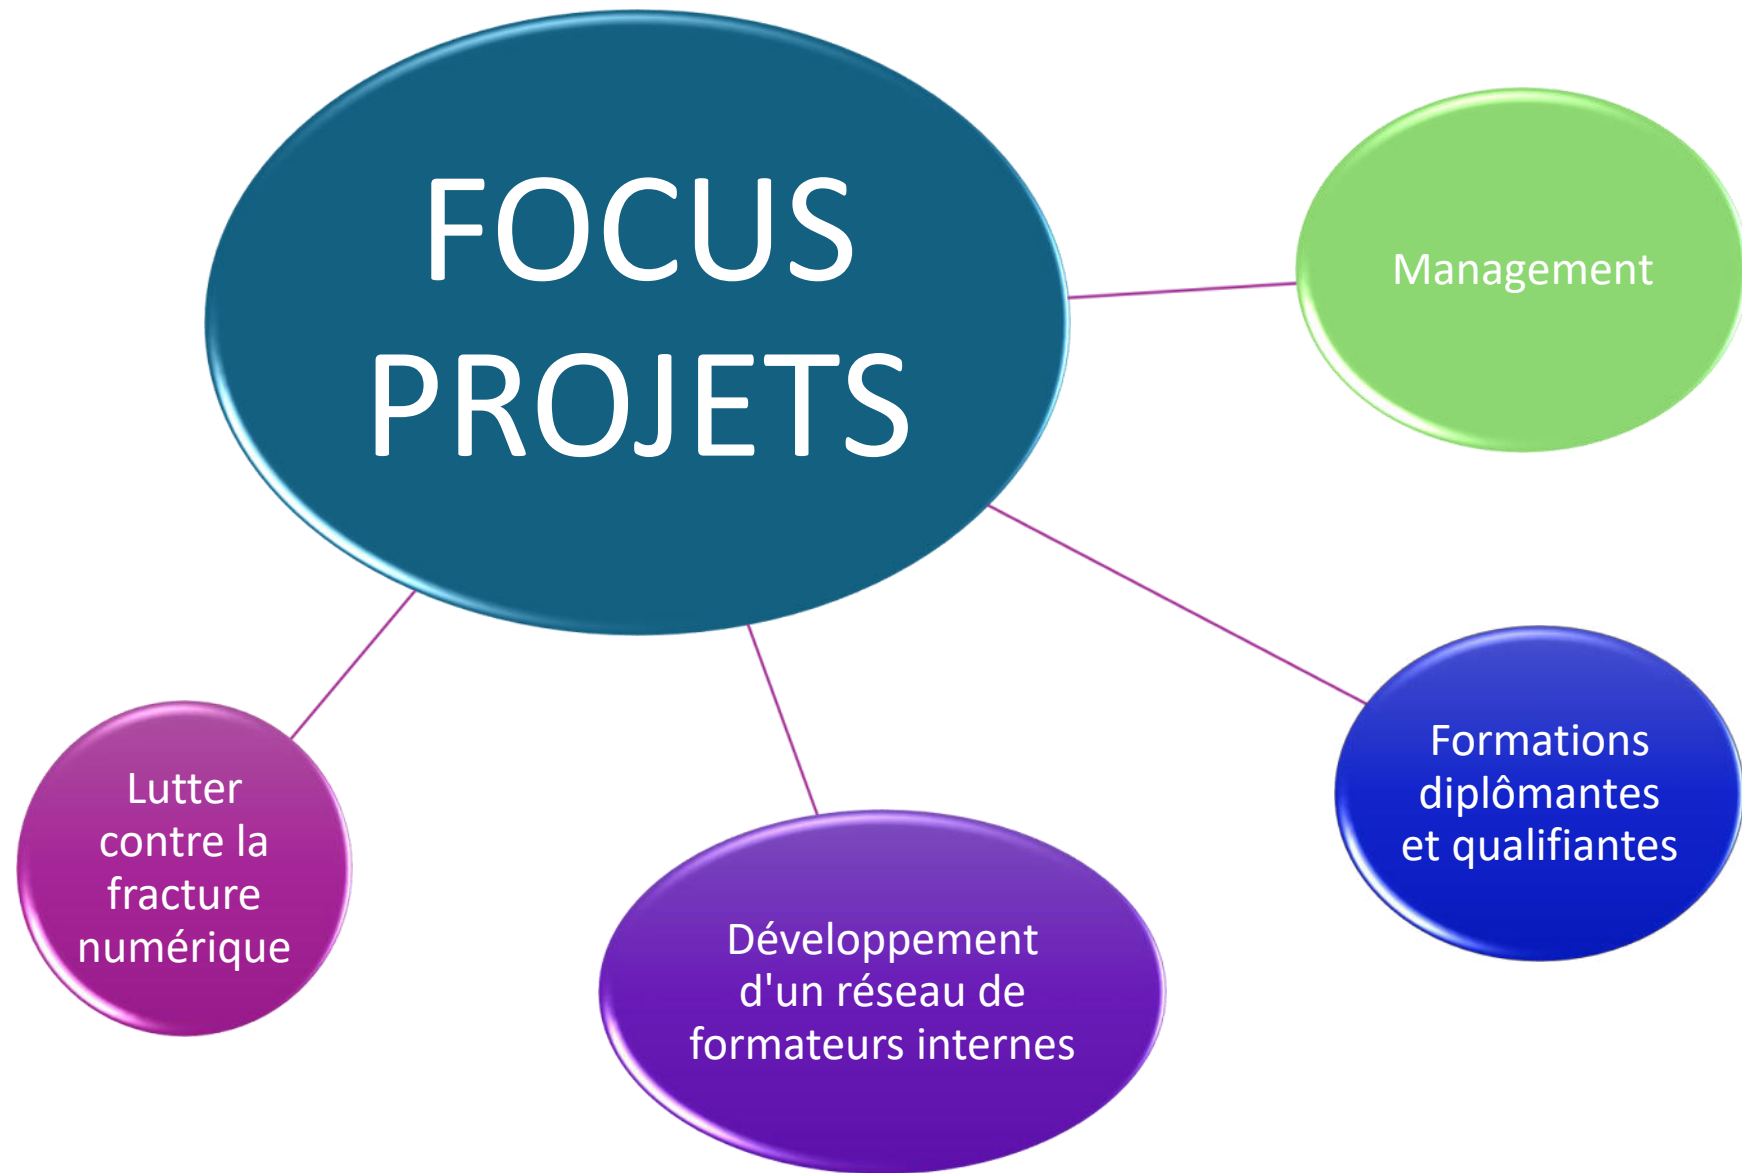 FOCUS
PROJETS
Management
Formations
diplômantes
et qualifiantes
Développement
d'un réseau de
formateurs internes
Lutter
contre la
fracture
numérique